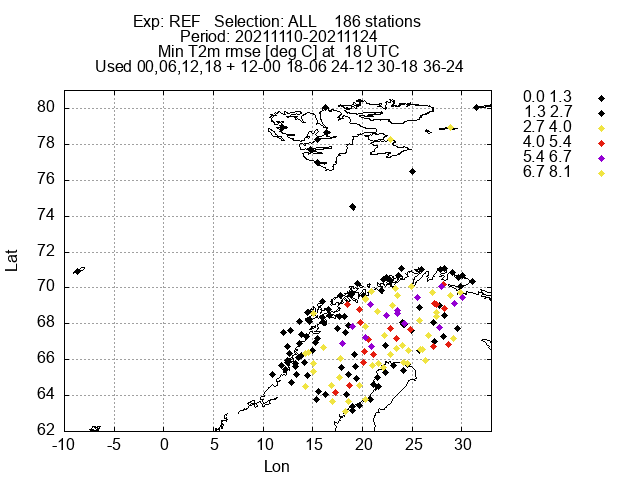 Exp: REF   Selection: ALL    186 stations
Period: 20211110-20211124
Min T2m rmse [deg C] at  18 UTC
Used 00,06,12,18 + 12-00 18-06 24-12 30-18 36-24
80
78
76
74
72
70
68
66
64
62
Lat
-10 -5 0 5 10 15 20 25 30
Lon
0.0 1.3
1.3 2.7
2.7 4.0
4.0 5.4
5.4 6.7
6.7 8.1